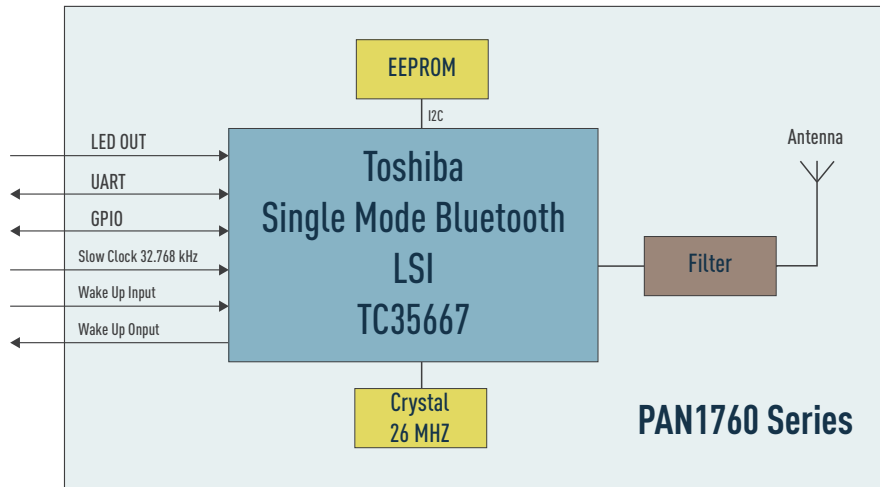 EEPROM
I2C
LED OUT
UART
GPIO
Slow Clock 32.768 kHz
Wake Up Input
Wake Up Onput
Toshiba
Single Mode Bluetooth
LSI
TC35667
Antenna
Filter
Crystal
26 MHZ
PAN1760 Series